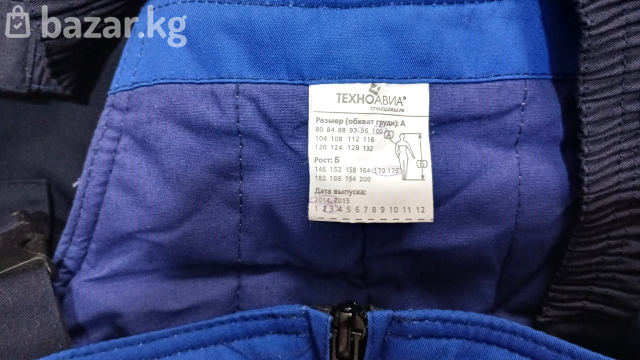 bazar.kg
ТЕХНОАВИА®
спецодежда
Размер (обхват груди): А
80 84 88 92-96 100
104 108 112 116
120 124 128 132
А
Б
Рост: Б
146 152 158 164 170 176
182 188 194 200
Дата выпуска:
2014, 2015
1 2 3 4 5 6 7 8 9 10 11 12